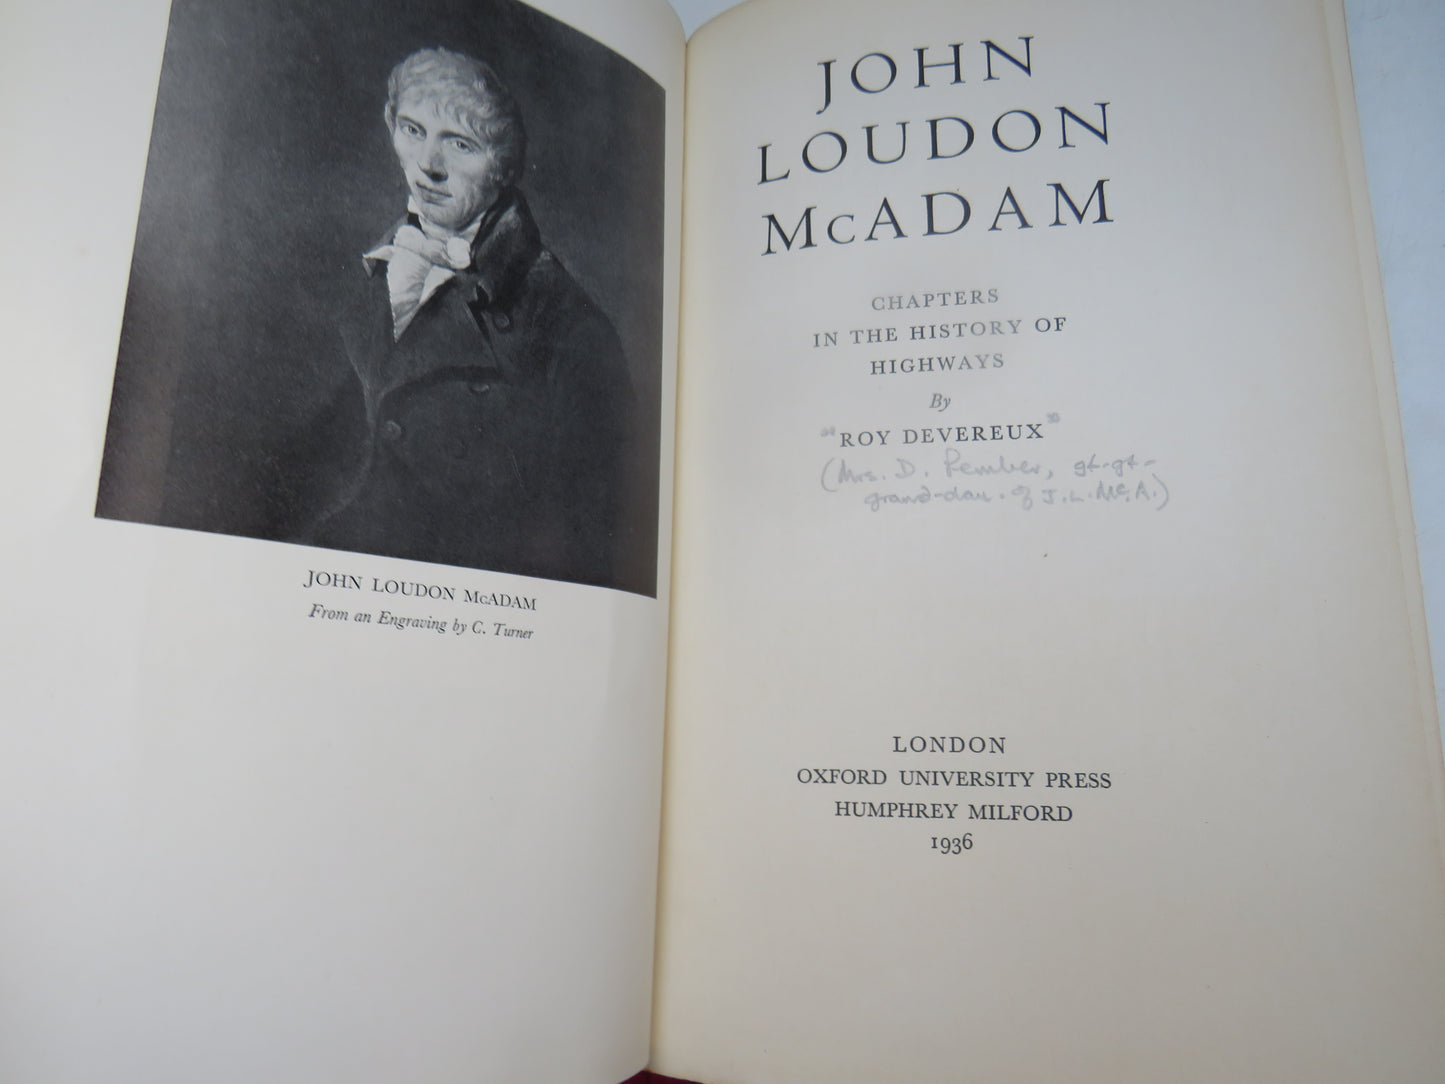 JOHN LOUDON McADAM
From an Engraving by C. Turner
JOHN
LOUDON
McADAM
CHAPTERS
IN THE HISTORY OF
HIGHWAYS
By
"ROY DEVEREUX"
(Mrs. D. Pember, gt-gt-
grand-dau. of J. L. McA.)
LONDON
OXFORD UNIVERSITY PRESS
HUMPHREY MILFORD
1936